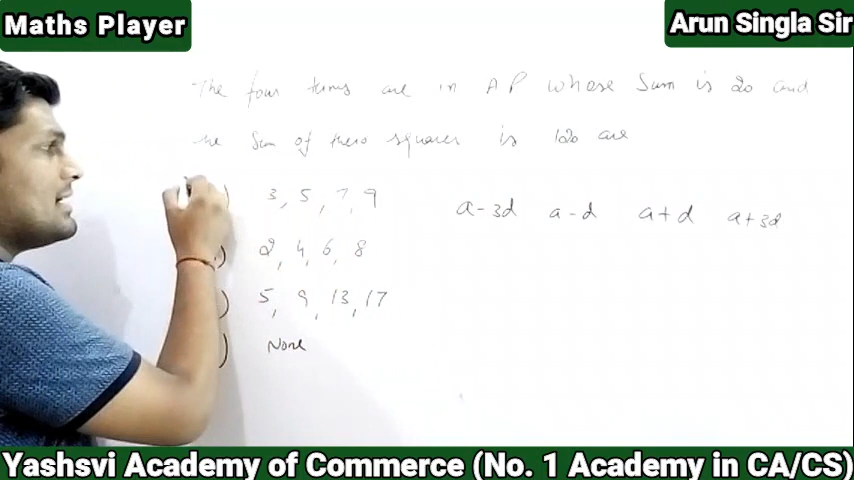 Maths Player
Arun Singla Sir
The four terms are in AP whose Sum is 20 and
the Sum of there squares is 120 are
) 3, 5, 7, 9
a-3d a-d a+d a+3d
) 2, 4, 6, 8
) 5, 9, 13, 17
) None
Yashsvi Academy of Commerce (No. 1 Academy in CA/CS)